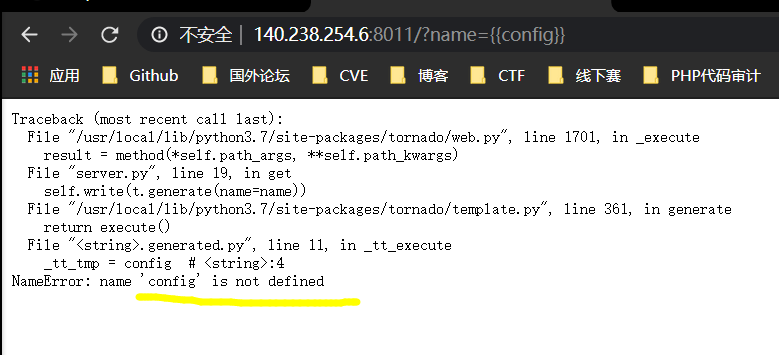 不安全 | 140.238.254.6:8011/?name={{config}}
应用 Github 国外论坛 CVE 博客 CTF 线下赛 PHP代码审计
Traceback (most recent call last):
File "/usr/local/lib/python3.7/site-packages/tornado/web.py", line 1701, in _execute
result = method(*self.path_args, **self.path_kwargs)
File "server.py", line 19, in get
self.write(t.generate(name=name))
File "/usr/local/lib/python3.7/site-packages/tornado/template.py", line 361, in generate
return execute()
File "<string>.generated.py", line 11, in _tt_execute
_tt_tmp = config  # <string>:4
NameError: name 'config' is not defined